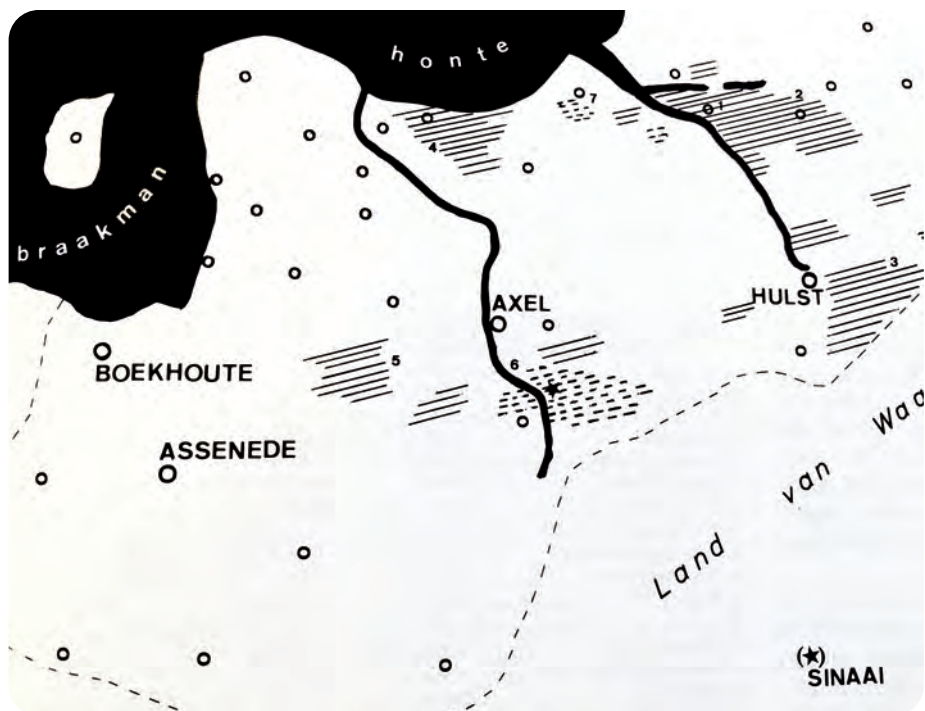 honte
braakman
7
1
2
4
3
HULST
AXEL
5
6
BOEKHOUTE
ASSENEDE
Land van Waa
(★)
SINAAI